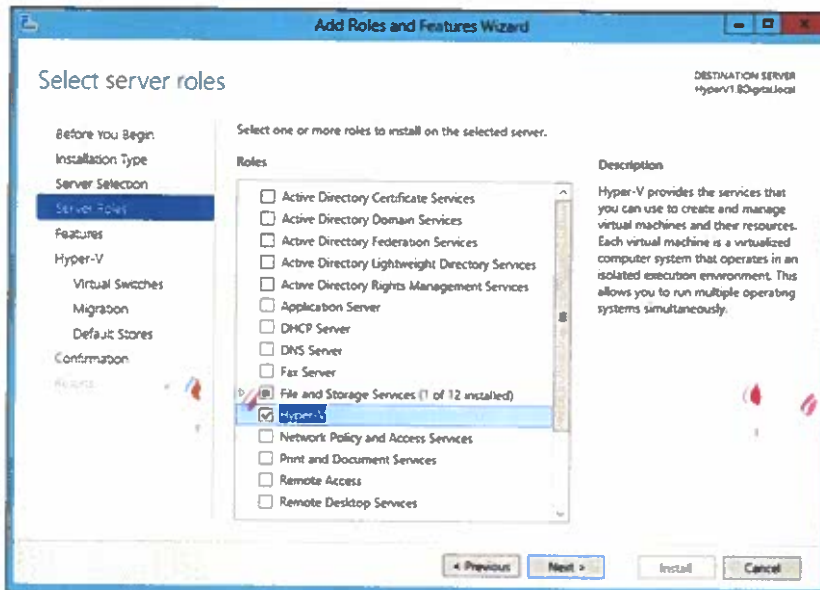 Add Roles and Features Wizard
Select server roles
DESTINATION SERVER
Before You Begin
Installation Type
Server Selection
Server Roles
Features
Hyper-V
Virtual Switches
Migration
Default Stores
Confirmation
Results
Select one or more roles to install on the selected server.
Roles
Active Directory Certificate Services
Active Directory Domain Services
Active Directory Federation Services
Active Directory Lightweight Directory Services
Active Directory Rights Management Services
Application Server
DHCP Server
DNS Server
Fax Server
File and Storage Services (1 of 12 installed)
Hyper-V
Network Policy and Access Services
Print and Document Services
Remote Access
Remote Desktop Services
Description
Hyper-V provides the services that
you can use to create and manage
virtual machines and their resources.
Each virtual machine is a virtualized
computer system that operates in an
isolated execution environment. This
allows you to run multiple operating
systems simultaneously.
< Previous
Next >
Install
Cancel